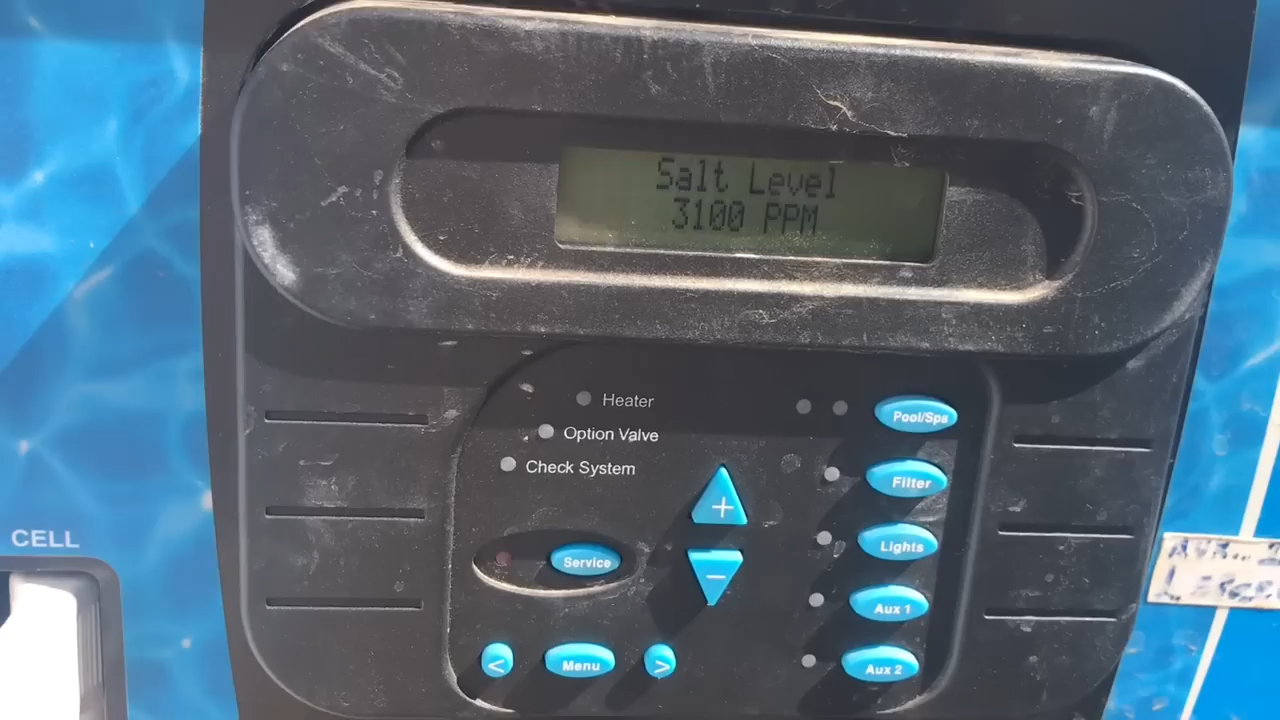 Salt Level
3100 PPM
Heater
Option Valve
Check System
Pool/Spa
+
Filter
Lights
Service
−
Aux 1
< Menu >
Aux 2
CELL